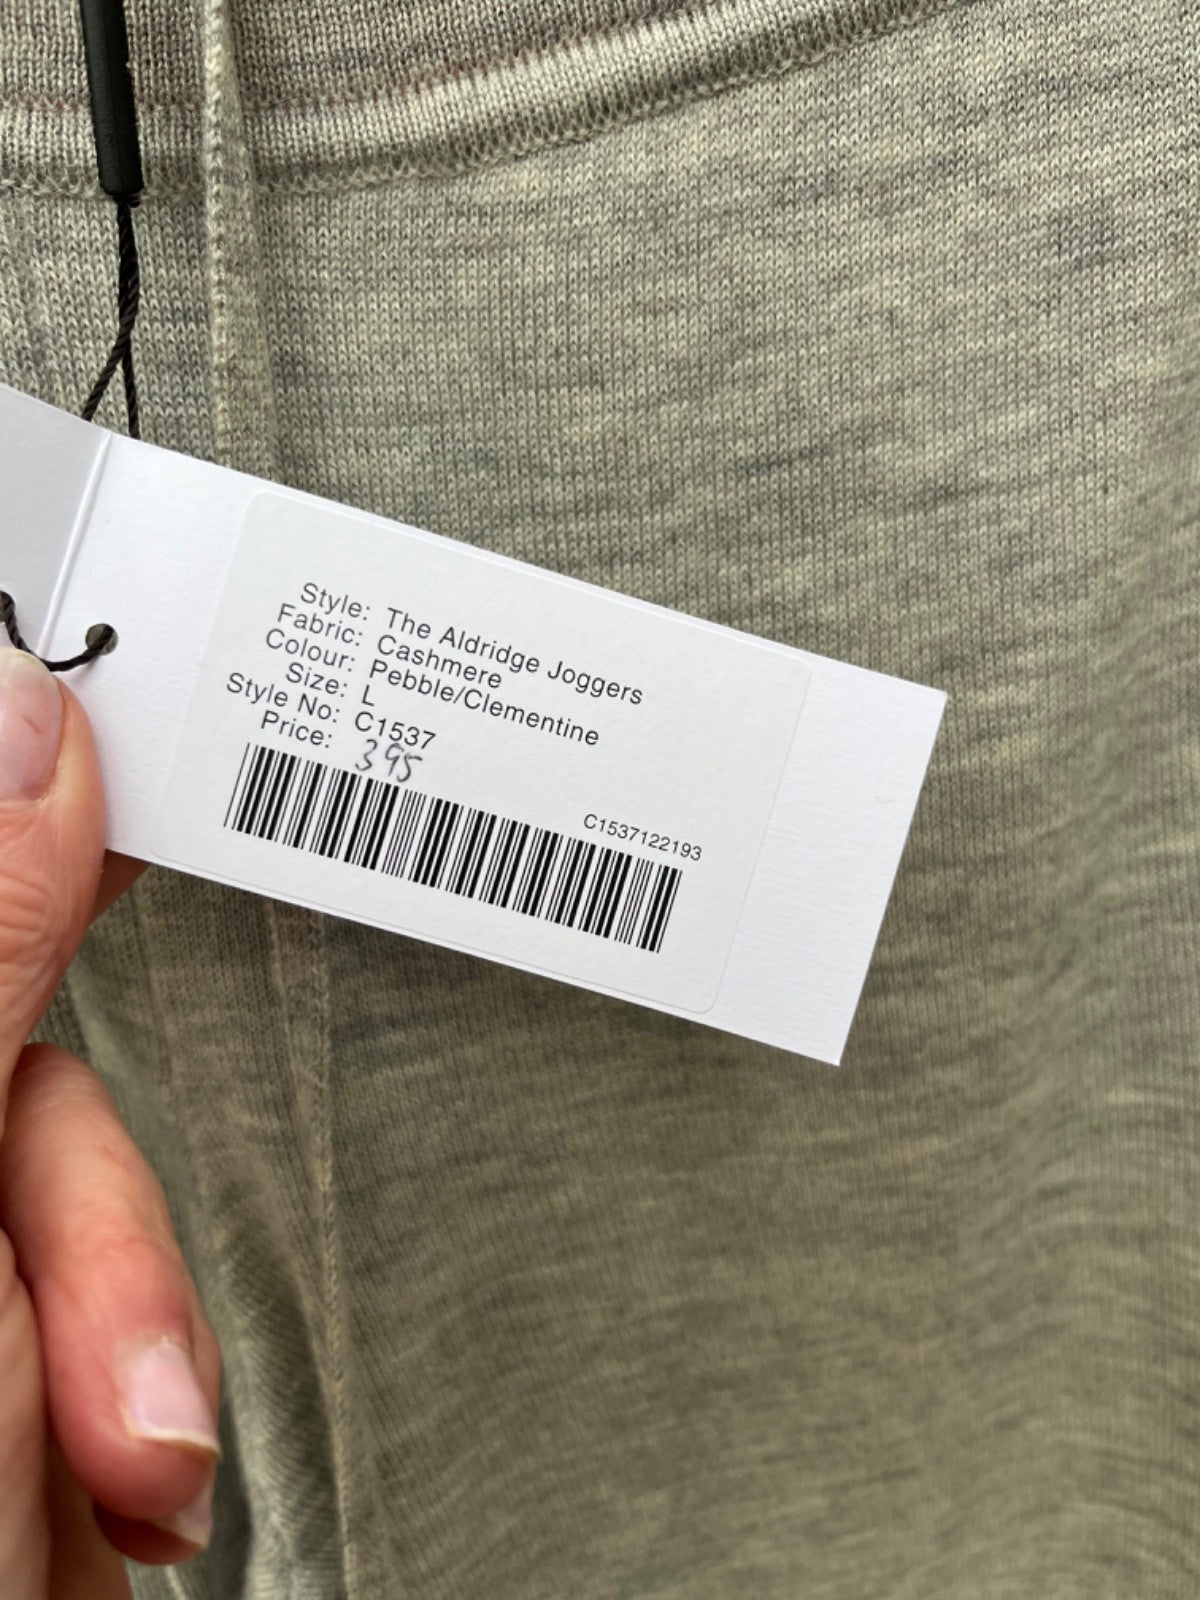 Style: The Aldridge Joggers
Fabric: Cashmere
Colour: Pebble/Clementine
Size: L
Style No: C1537
Price: 395
C1537122193